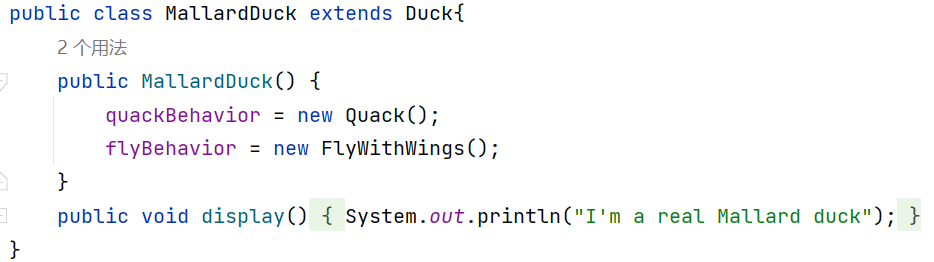 public class MallardDuck extends Duck{
2 个用法
public MallardDuck() {
quackBehavior = new Quack();
flyBehavior = new FlyWithWings();
}
public void display() { System.out.println("I'm a real Mallard duck"); }
}